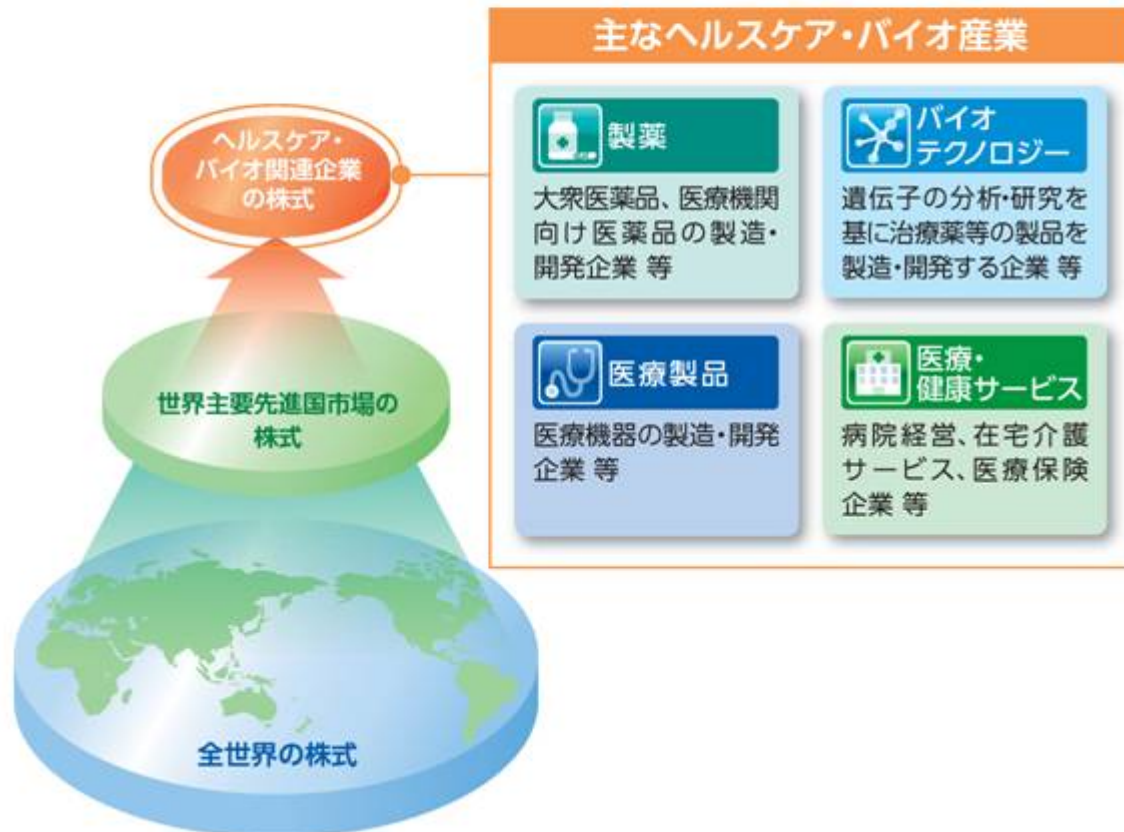 主なヘルスケア・バイオ産業
ヘルスケア・
バイオ関連企業
の株式
製薬
大衆医薬品、医療機関
向け医薬品の製造・
開発企業 等
バイオ
テクノロジー
遺伝子の分析・研究を
基に治療薬等の製品を
製造・開発する企業 等
医療製品
医療機器の製造・開発
企業 等
医療・
健康サービス
病院経営、在宅介護
サービス、医療保険
企業 等
世界主要先進国市場の
株式
全世界の株式